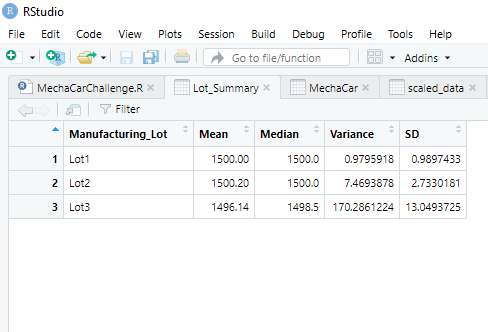 RStudio
File Edit Code View Plots Session Build Debug Profile Tools Help
Go to file/function Addins
MechaCarChallenge.R Lot_Summary MechaCar scaled_data
Filter
Manufacturing_Lot Mean Median Variance SD
1 Lot1 1500.00 1500.0 0.9795918 0.9897433
2 Lot2 1500.20 1500.0 7.4693878 2.7330181
3 Lot3 1496.14 1498.5 170.2861224 13.0493725